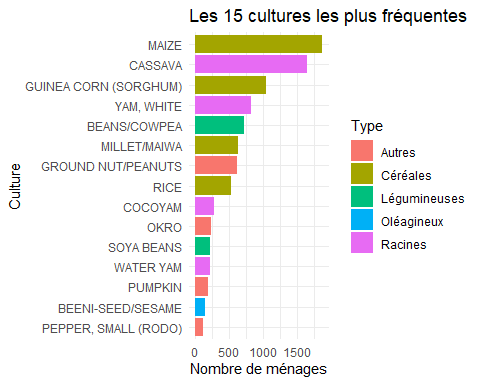 Les 15 cultures les plus fréquentes
Culture
MAIZE
CASSAVA
GUINEA CORN (SORGHUM)
YAM, WHITE
BEANS/COWPEA
MILLET/MAIWA
GROUND NUT/PEANUTS
RICE
COCOYAM
OKRO
SOYA BEANS
WATER YAM
PUMPKIN
BEENI-SEED/SESAME
PEPPER, SMALL (RODO)
0 500 1000 1500
Nombre de ménages
Type
Autres
Céréales
Légumineuses
Oléagineux
Racines